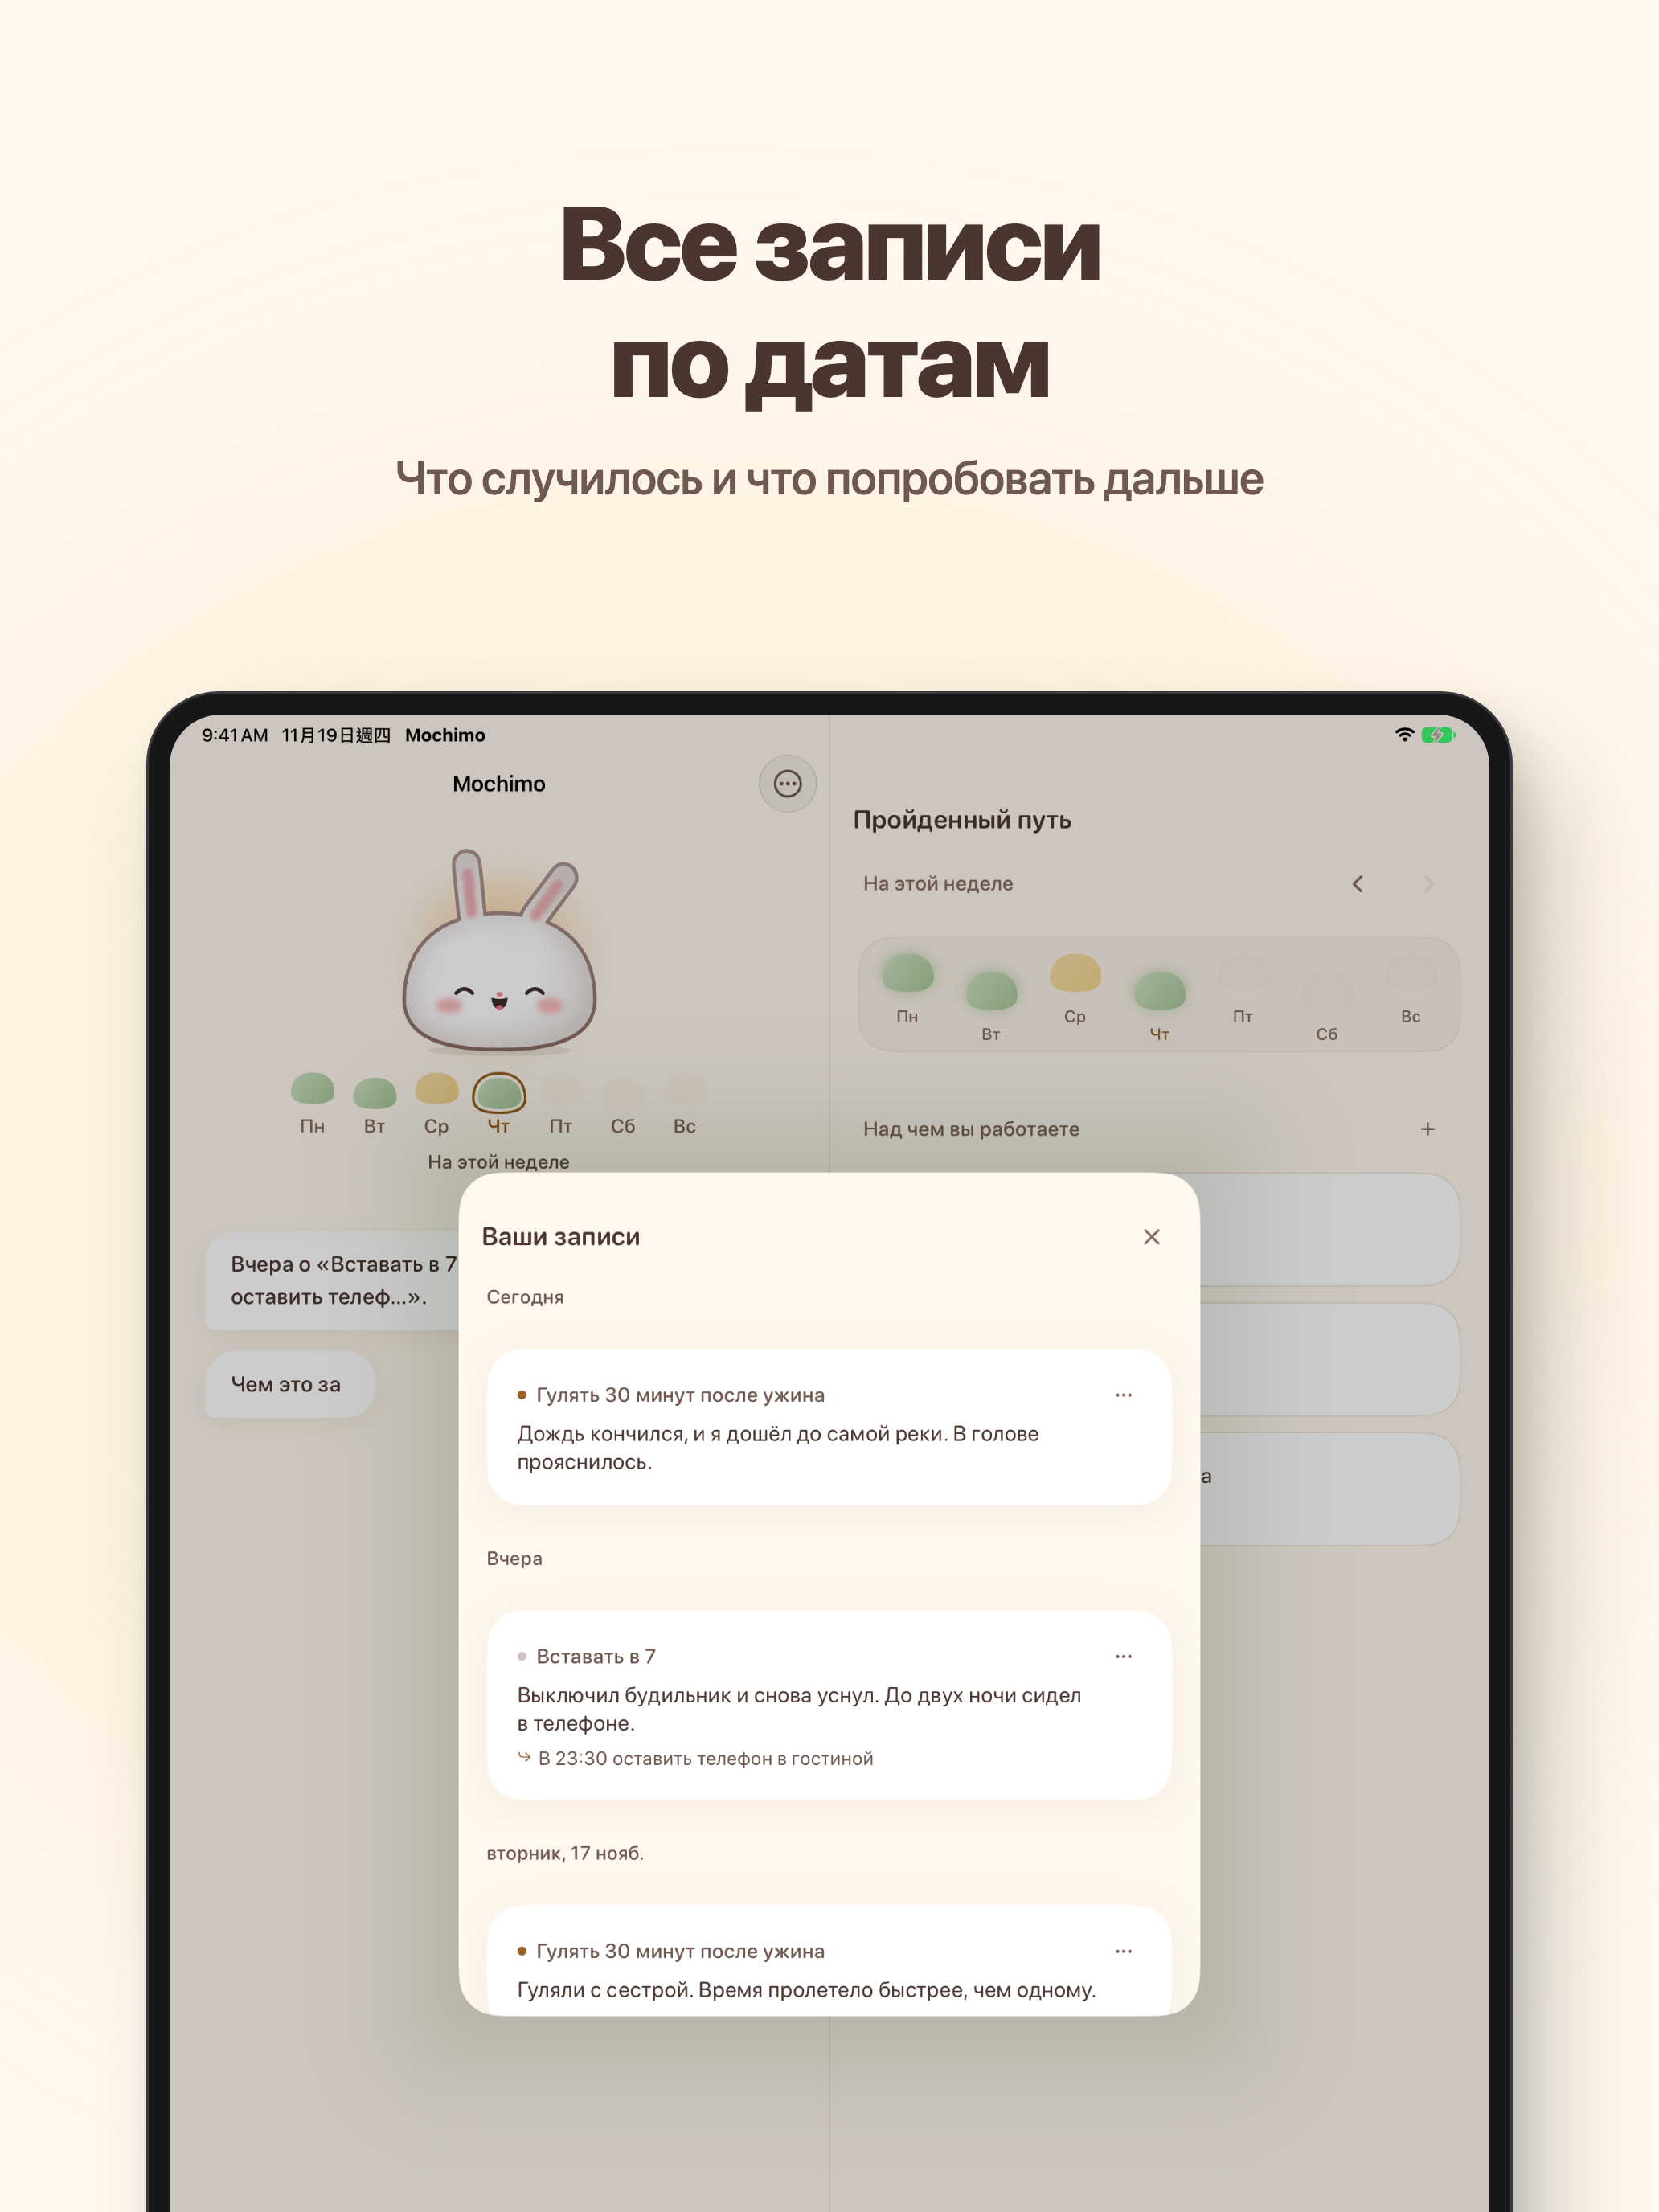 Все записи
по датам
Что случилось и что попробовать дальше
9:41 AM 11月19日週四 Mochimo
Mochimo
Пн Вт Ср Чт Пт Сб Вс
На этой неделе
Вчера о «Вставать в 7
оставить телеф...».
Чем это за
Пройденный путь
На этой неделе
Пн Вт Ср Чт Пт Сб Вс
Над чем вы работаете
а
Ваши записи
Сегодня
Гулять 30 минут после ужина
Дождь кончился, и я дошёл до самой реки. В голове
прояснилось.
Вчера
Вставать в 7
Выключил будильник и снова уснул. До двух ночи сидел
в телефоне.
В 23:30 оставить телефон в гостиной
вторник, 17 нояб.
Гулять 30 минут после ужина
Гуляли с сестрой. Время пролетело быстрее, чем одному.